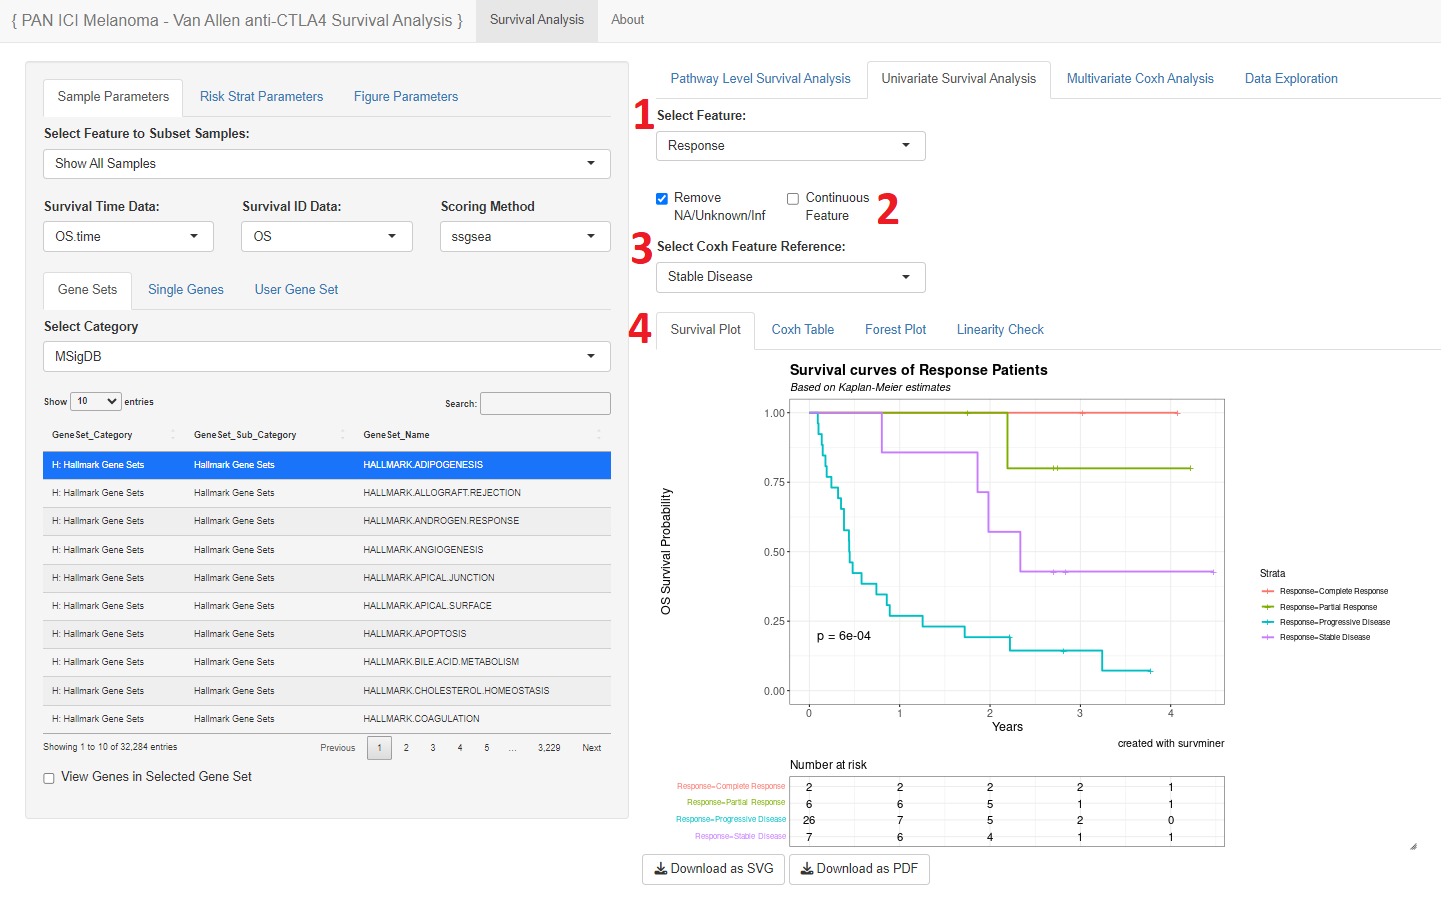 { PAN ICI Melanoma - Van Allen anti-CTLA4 Survival Analysis } Survival Analysis About
Sample Parameters Risk Strat Parameters Figure Parameters
Select Feature to Subset Samples:
Show All Samples
Survival Time Data: Survival ID Data: Scoring Method
OS.time OS ssgsea
Gene Sets Single Genes User Gene Set
Select Category
MSigDB
Show 10 entries Search:
GeneSet_Category GeneSet_Sub_Category GeneSet_Name
H: Hallmark Gene Sets Hallmark Gene Sets HALLMARK.ADIPOGENESIS
H: Hallmark Gene Sets Hallmark Gene Sets HALLMARK.ALLOGRAFT.REJECTION
H: Hallmark Gene Sets Hallmark Gene Sets HALLMARK.ANDROGEN.RESPONSE
H: Hallmark Gene Sets Hallmark Gene Sets HALLMARK.ANGIOGENESIS
H: Hallmark Gene Sets Hallmark Gene Sets HALLMARK.APICAL.JUNCTION
H: Hallmark Gene Sets Hallmark Gene Sets HALLMARK.APICAL.SURFACE
H: Hallmark Gene Sets Hallmark Gene Sets HALLMARK.APOPTOSIS
H: Hallmark Gene Sets Hallmark Gene Sets HALLMARK.BILE.ACID.METABOLISM
H: Hallmark Gene Sets Hallmark Gene Sets HALLMARK.CHOLESTEROL.HOMEOSTASIS
H: Hallmark Gene Sets Hallmark Gene Sets HALLMARK.COAGULATION
Showing 1 to 10 of 32,284 entries Previous 1 2 3 4 5 ... 3,229 Next
View Genes in Selected Gene Set
Pathway Level Survival Analysis Univariate Survival Analysis Multivariate Coxh Analysis Data Exploration
1 Select Feature:
Response
Remove NA/Unknown/Inf
Continuous Feature
2
3 Select Coxh Feature Reference:
Stable Disease
4 Survival Plot Coxh Table Forest Plot Linearity Check
Survival curves of Response Patients
Based on Kaplan-Meier estimates
OS Survival Probability
1.00
0.75
0.50
0.25
0.00
p = 6e-04
0 1 2 3 4
Years
created with survminer
Strata
Response=Complete Response
Response=Partial Response
Response=Progressive Disease
Response=Stable Disease
Number at risk
Response=Complete Response 2 2 2 2 1
Response=Partial Response 6 6 5 1 1
Response=Progressive Disease 26 7 5 2 0
Response=Stable Disease 7 6 4 1 1
Download as SVG Download as PDF